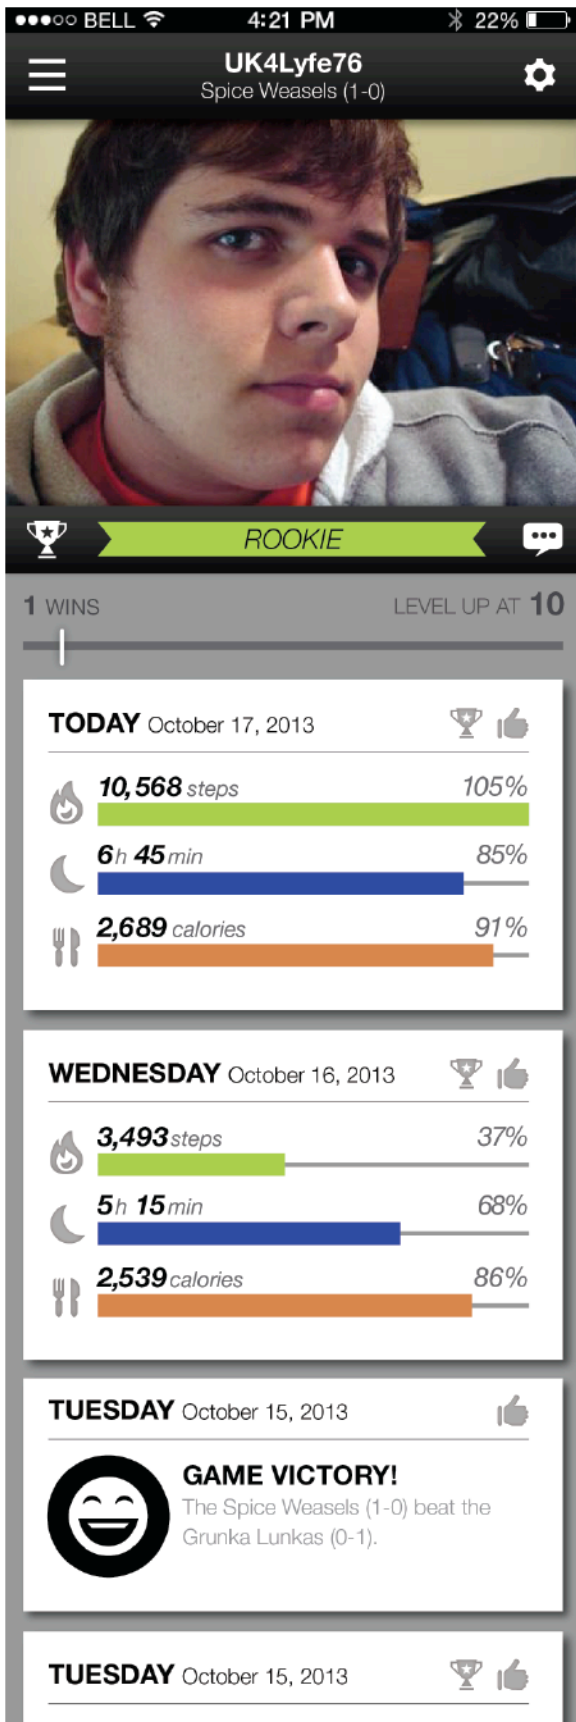 BELL 4:21 PM 22%
UK4Lyfe76
Spice Weasels (1-0)
ROOKIE
1 WINS LEVEL UP AT 10
TODAY October 17, 2013
10,568 steps 105%
6h 45min 85%
2,689 calories 91%
WEDNESDAY October 16, 2013
3,493 steps 37%
5h 15min 68%
2,539 calories 86%
TUESDAY October 15, 2013
GAME VICTORY!
The Spice Weasels (1-0) beat the
Grunka Lunkas (0-1).
TUESDAY October 15, 2013